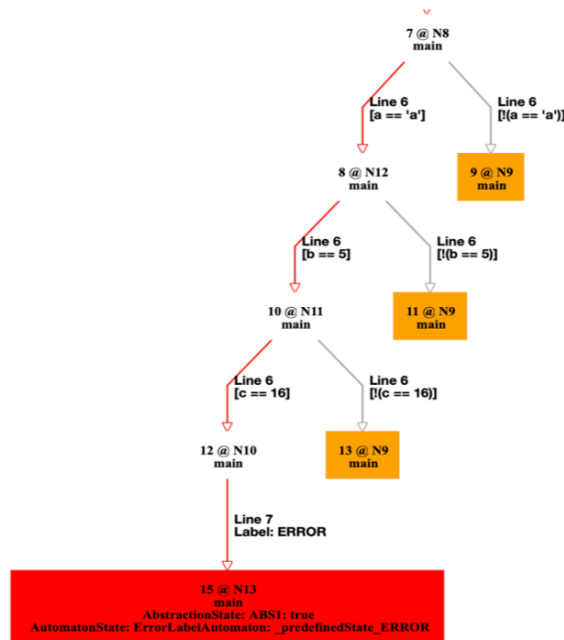 7 @ N8
main
Line 6
[a == 'a']
Line 6
[!(a == 'a')]
8 @ N12
main
9 @ N9
main
Line 6
[b == 5]
Line 6
[!(b == 5)]
10 @ N11
main
11 @ N9
main
Line 6
[c == 16]
Line 6
[!(c == 16)]
12 @ N10
main
13 @ N9
main
Line 7
Label: ERROR
15 @ N13
main
AbstractionState: ABS1: true
AutomatonState: ErrorLabelAutomaton: _predefinedState_ERROR